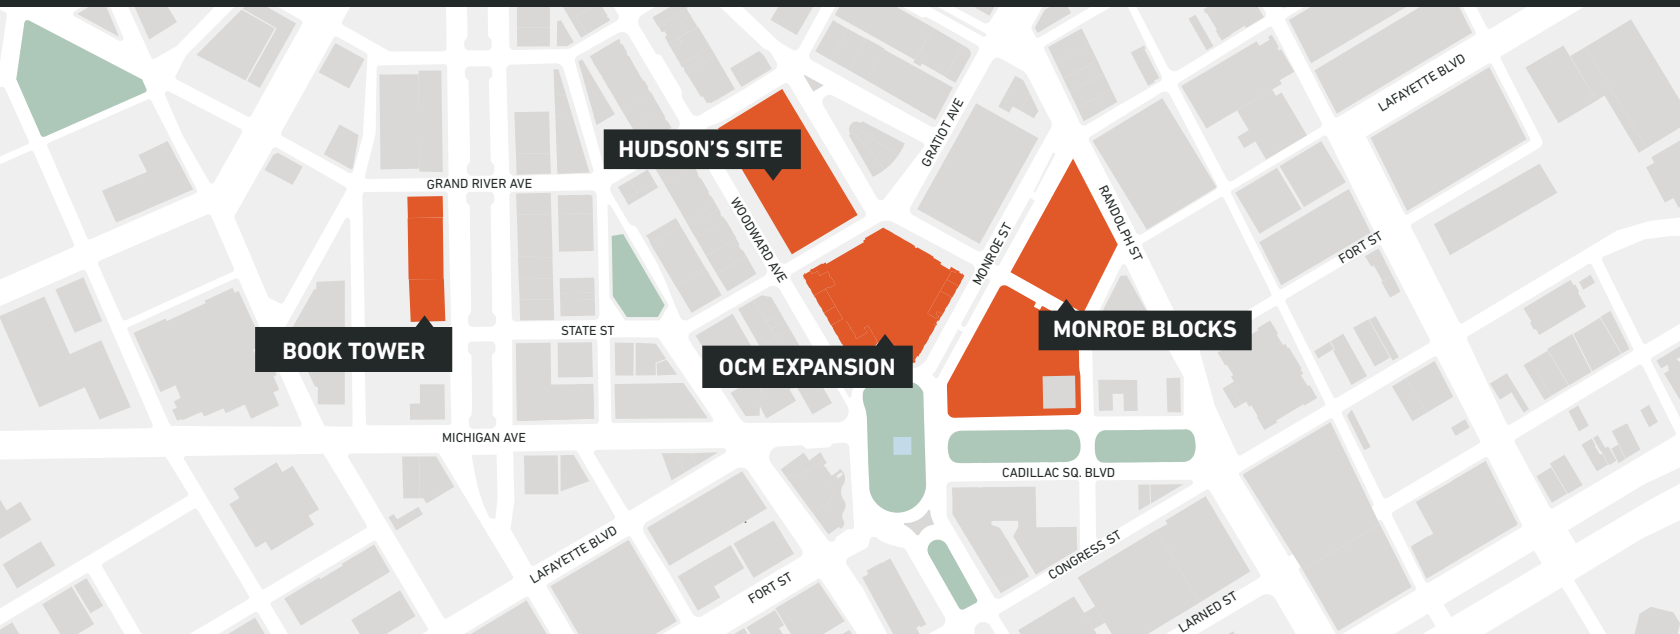 LAFAYETTE BLVD
GRATIOT AVE
HUDSON'S SITE
GRAND RIVER AVE
WOODWARD AVE
RANDOLPH ST
MONROE ST
FORT ST
STATE ST
MONROE BLOCKS
BOOK TOWER
OCM EXPANSION
MICHIGAN AVE
CADILLAC SQ. BLVD
LAFAYETTE BLVD
CONGRESS ST
FORT ST
LARNED ST